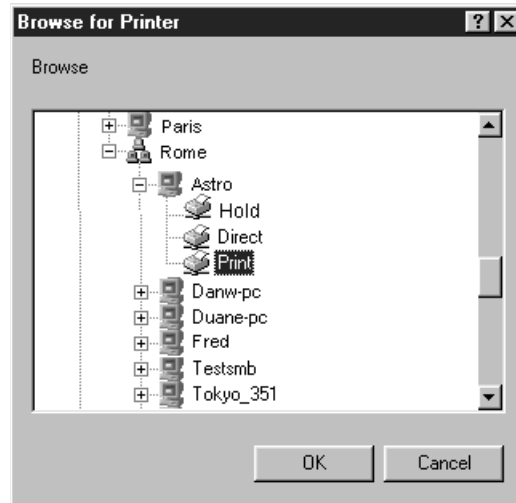 Browse for Printer
Browse
Paris
Rome
Astro
Hold
Direct
Print
Danw-pc
Duane-pc
Fred
Testsmb
Tokyo_351
OK Cancel